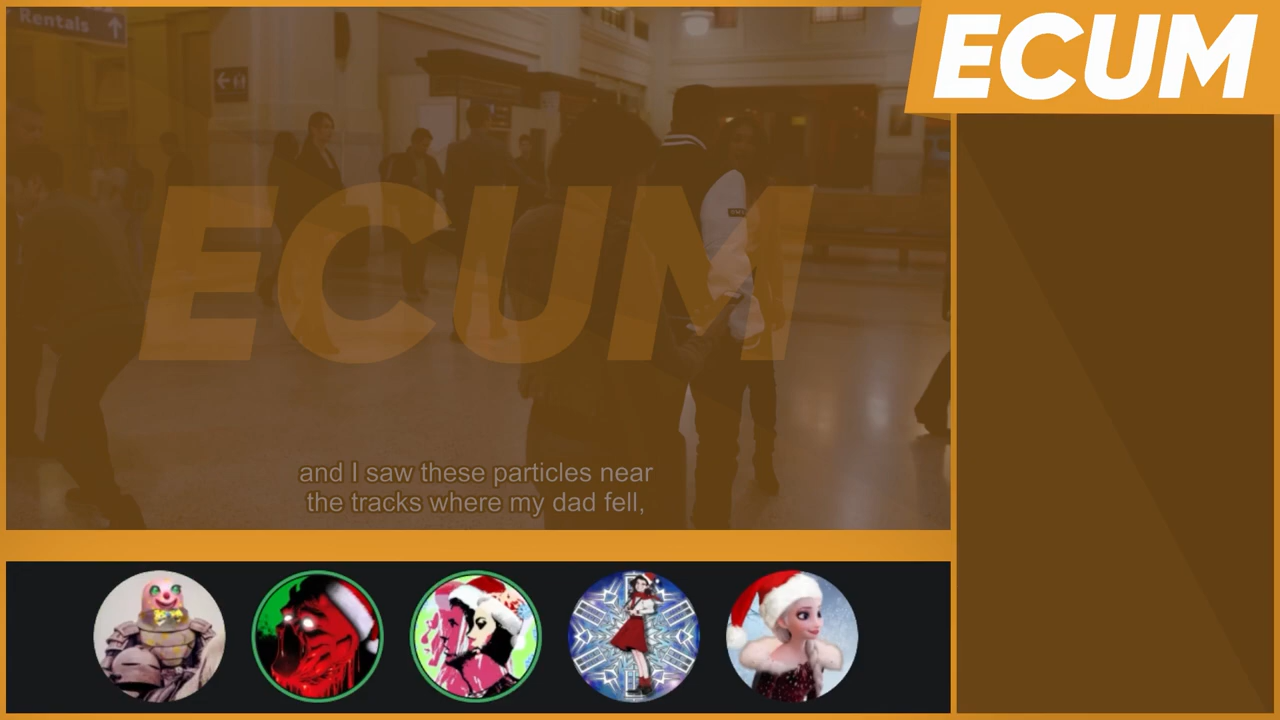 Rentals
ECUM
ECUM
and I saw these particles near
the tracks where my dad fell,